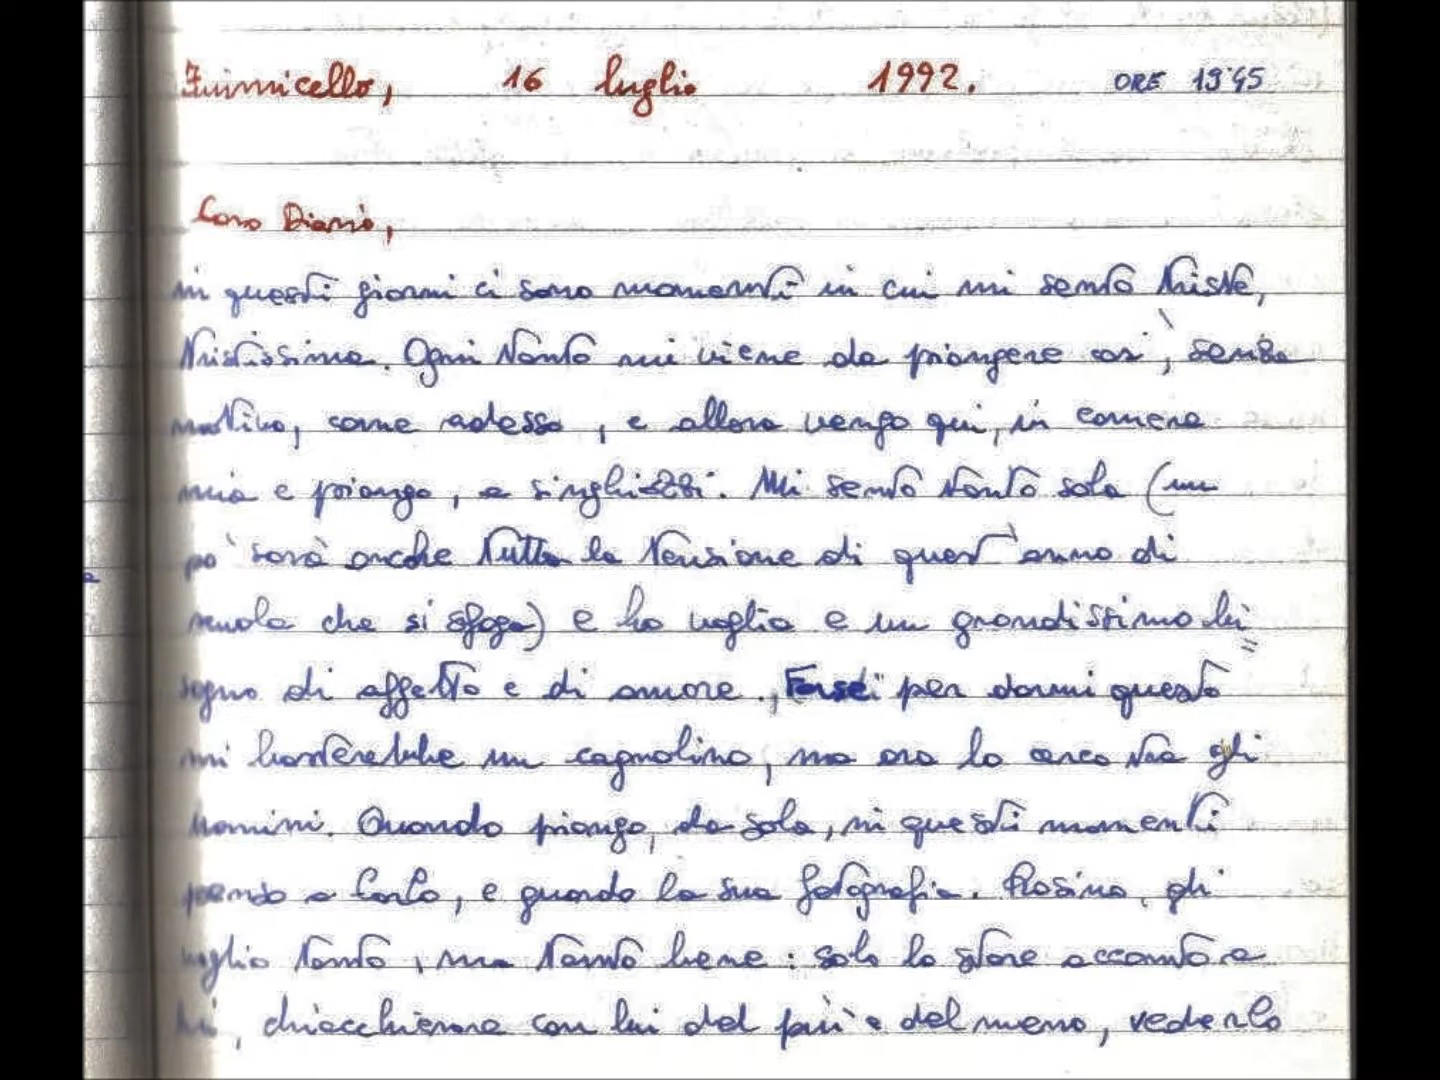 Fiumicello, 16 luglio 1992. ORE 19:45
Caro Diario,
in questi giorni ci sono momenti in cui mi sento triste,
tristissima. Ogni tanto mi viene da piangere così, senza
motivo, come adesso, e allora vengo qui, in camera
mia e piango, a singhiozzi. Mi sento tanto sola (un
po' sarà anche tutta la tensione di quest'anno di
scuola che si sfoga) e ho voglia e un grandissimo bi=
sogno di affetto e di amore. Forse per darmi questo
mi basterebbe un cagnolino, ma ora lo cerco tra gli
uomini. Quando piango, da sola, in questi momenti
penso a Carlo, e guardo la sua fotografia. Rosina, gli
voglio tanto, ma tanto bene: solo lo stare accanto a
lui, chiacchierare con lui del più e del meno, vederlo